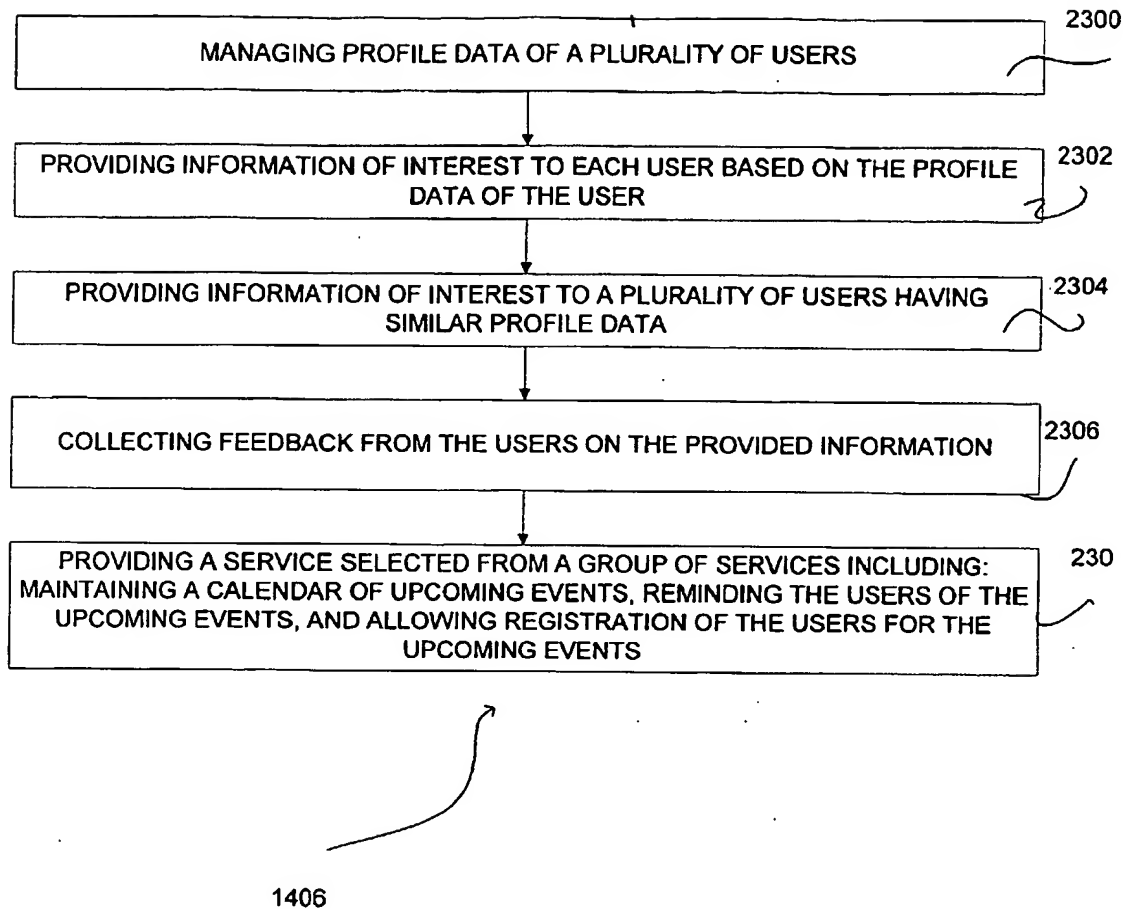 2300
MANAGING PROFILE DATA OF A PLURALITY OF USERS
2302
PROVIDING INFORMATION OF INTEREST TO EACH USER BASED ON THE PROFILE
DATA OF THE USER
2304
PROVIDING INFORMATION OF INTEREST TO A PLURALITY OF USERS HAVING
SIMILAR PROFILE DATA
2306
COLLECTING FEEDBACK FROM THE USERS ON THE PROVIDED INFORMATION
230
PROVIDING A SERVICE SELECTED FROM A GROUP OF SERVICES INCLUDING:
MAINTAINING A CALENDAR OF UPCOMING EVENTS, REMINDING THE USERS OF THE
UPCOMING EVENTS, AND ALLOWING REGISTRATION OF THE USERS FOR THE
UPCOMING EVENTS
1406